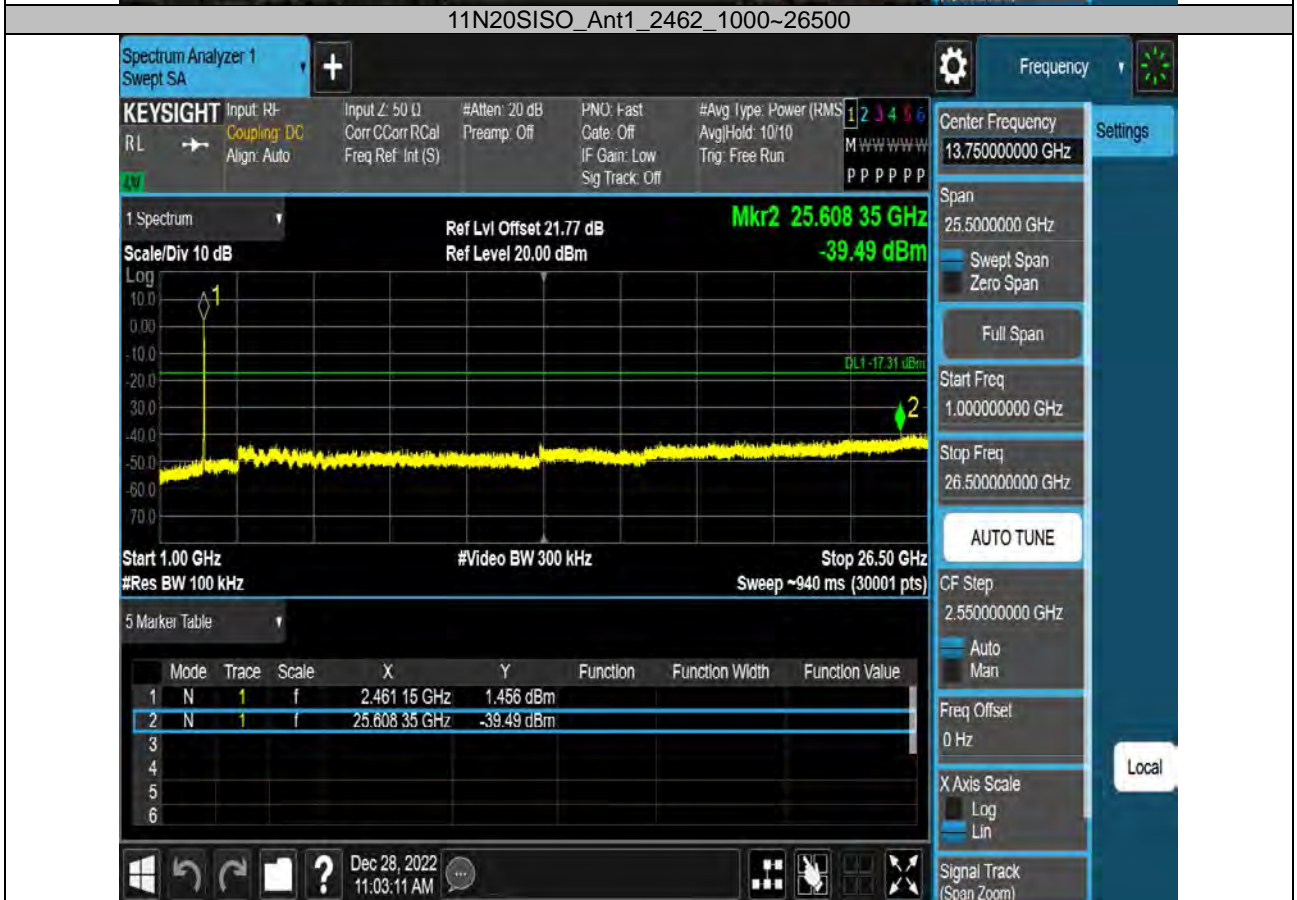 11N20SISO_Ant1_2462_1000~26500
Spectrum Analyzer 1
Swept SA
+
Frequency
KEYSIGHT
RL
Input: RF
Coupling: DC
Align: Auto
Input Z: 50 Ω
Corr CCorr RCal
Freq Ref: Int (S)
#Atten: 20 dB
Preamp: Off
PNO: Fast
Gate: Off
IF Gain: Low
Sig Track: Off
#Avg Type: Power (RMS
Avg|Hold: 10/10
Trig: Free Run
1 2 3 4 5 6
M W W W W W
P P P P P P
Center Frequency
13.750000000 GHz
Settings
Span
25.5000000 GHz
Swept Span
Zero Span
Full Span
Start Freq
1.000000000 GHz
Stop Freq
26.500000000 GHz
AUTO TUNE
CF Step
2.550000000 GHz
Auto
Man
Freq Offset
0 Hz
X Axis Scale
Log
Lin
Signal Track
(Span Zoom)
Local
1 Spectrum
Scale/Div 10 dB
Ref Lvl Offset 21.77 dB
Ref Level 20.00 dBm
Mkr2 25.608 35 GHz
-39.49 dBm
Log
10.0
0.00
-10.0
-20.0
-30.0
-40.0
-50.0
-60.0
-70.0
1
DL1 -17.31 dBm
2
Start 1.00 GHz
#Video BW 300 kHz
Stop 26.50 GHz
#Res BW 100 kHz
Sweep ~940 ms (30001 pts)
5 Marker Table
Mode Trace Scale X Y Function Function Width Function Value
1 N 1 f 2.461 15 GHz 1.456 dBm
2 N 1 f 25.608 35 GHz -39.49 dBm
3
4
5
6
?
Dec 28, 2022
11:03:11 AM